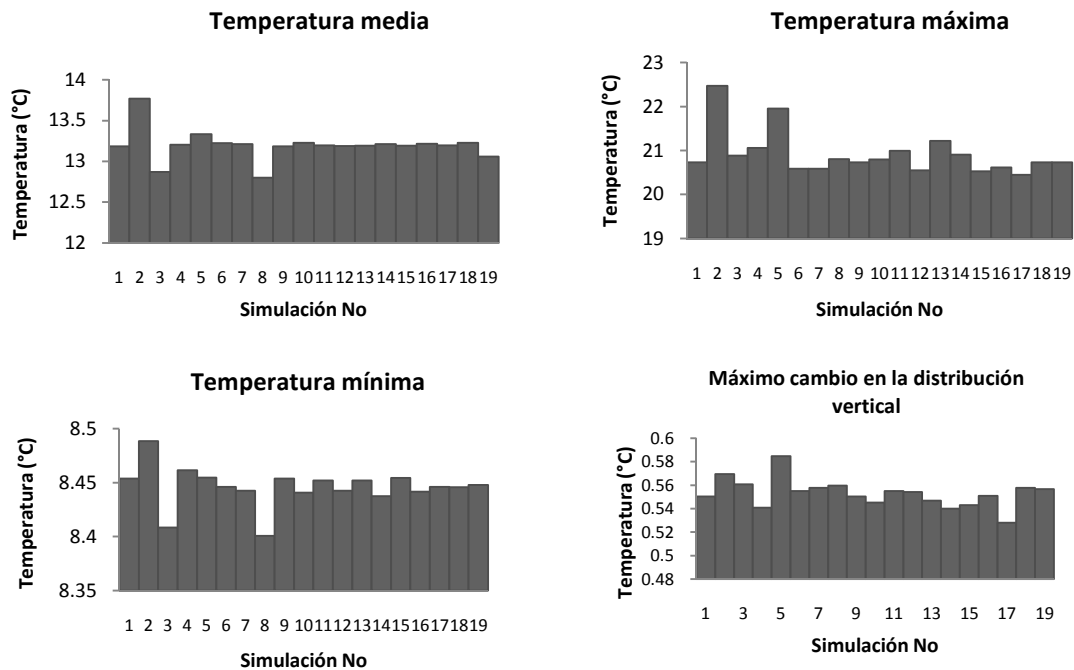 Temperatura media
Temperatura (°C)
14
13.5
13
12.5
12
1 2 3 4 5 6 7 8 9 10 11 12 13 14 15 16 17 18 19
Simulación No
Temperatura máxima
Temperatura (°C)
23
22
21
20
19
1 2 3 4 5 6 7 8 9 10 11 12 13 14 15 16 17 18 19
Simulación No
Temperatura mínima
Temperatura (°C)
8.5
8.45
8.4
8.35
1 2 3 4 5 6 7 8 9 10 11 12 13 14 15 16 17 18 19
Simulación No
Máximo cambio en la distribución
vertical
Temperatura (°C)
0.6
0.58
0.56
0.54
0.52
0.5
0.48
1 3 5 7 9 11 13 15 17 19
Simulación No